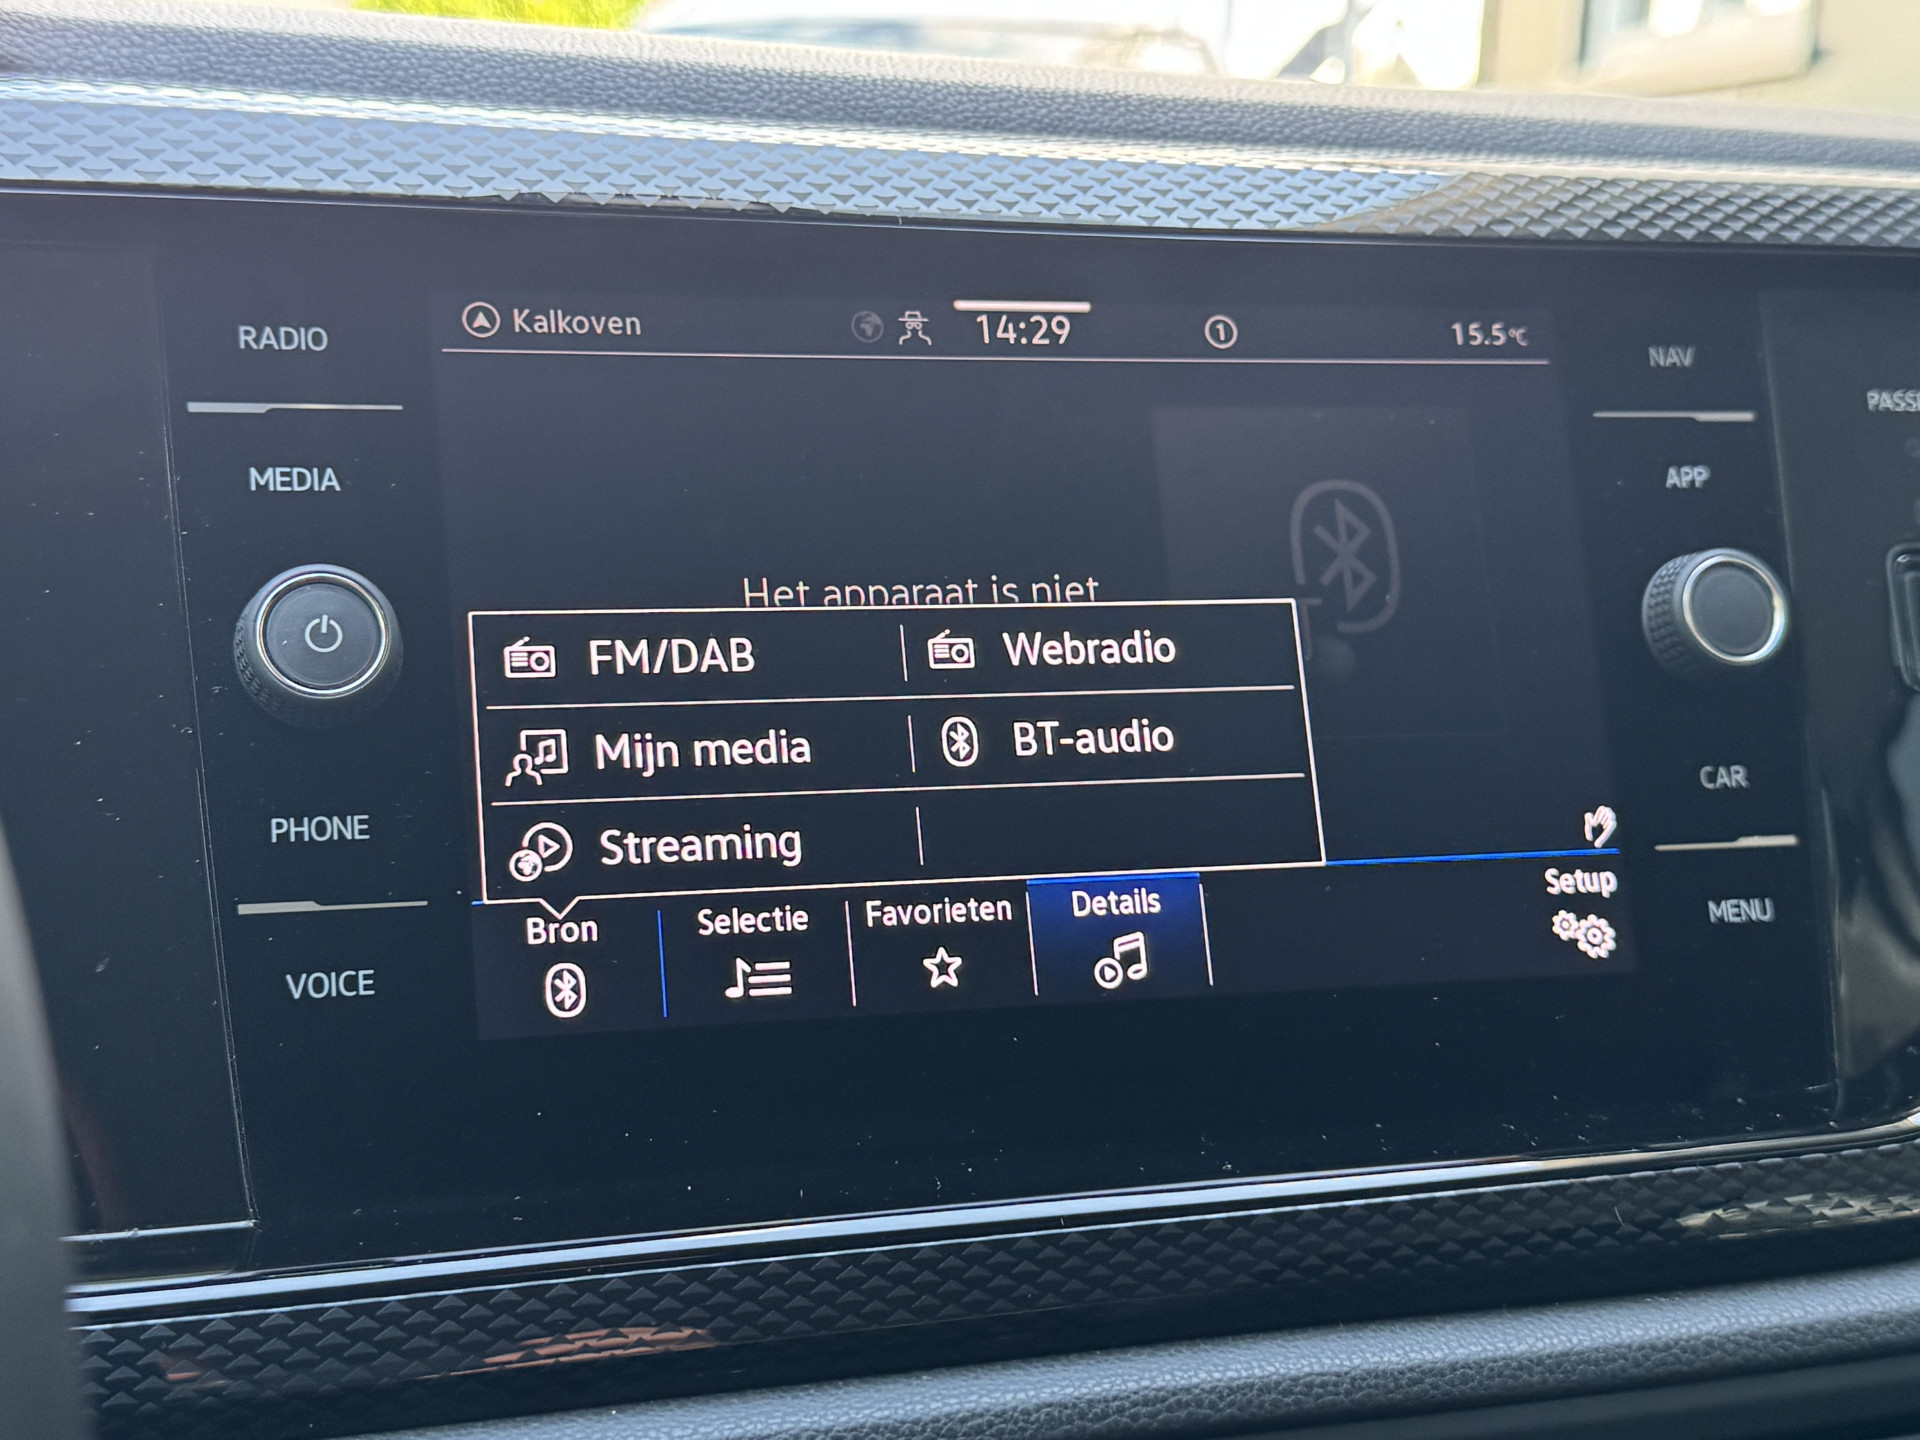 RADIO
MEDIA
PHONE
VOICE
Kalkoven
14:29
1
15.5°C
Het apparaat is niet
FM/DAB
Webradio
Mijn media
BT-audio
Streaming
Bron
Selectie
Favorieten
Details
Setup
NAV
APP
CAR
MENU